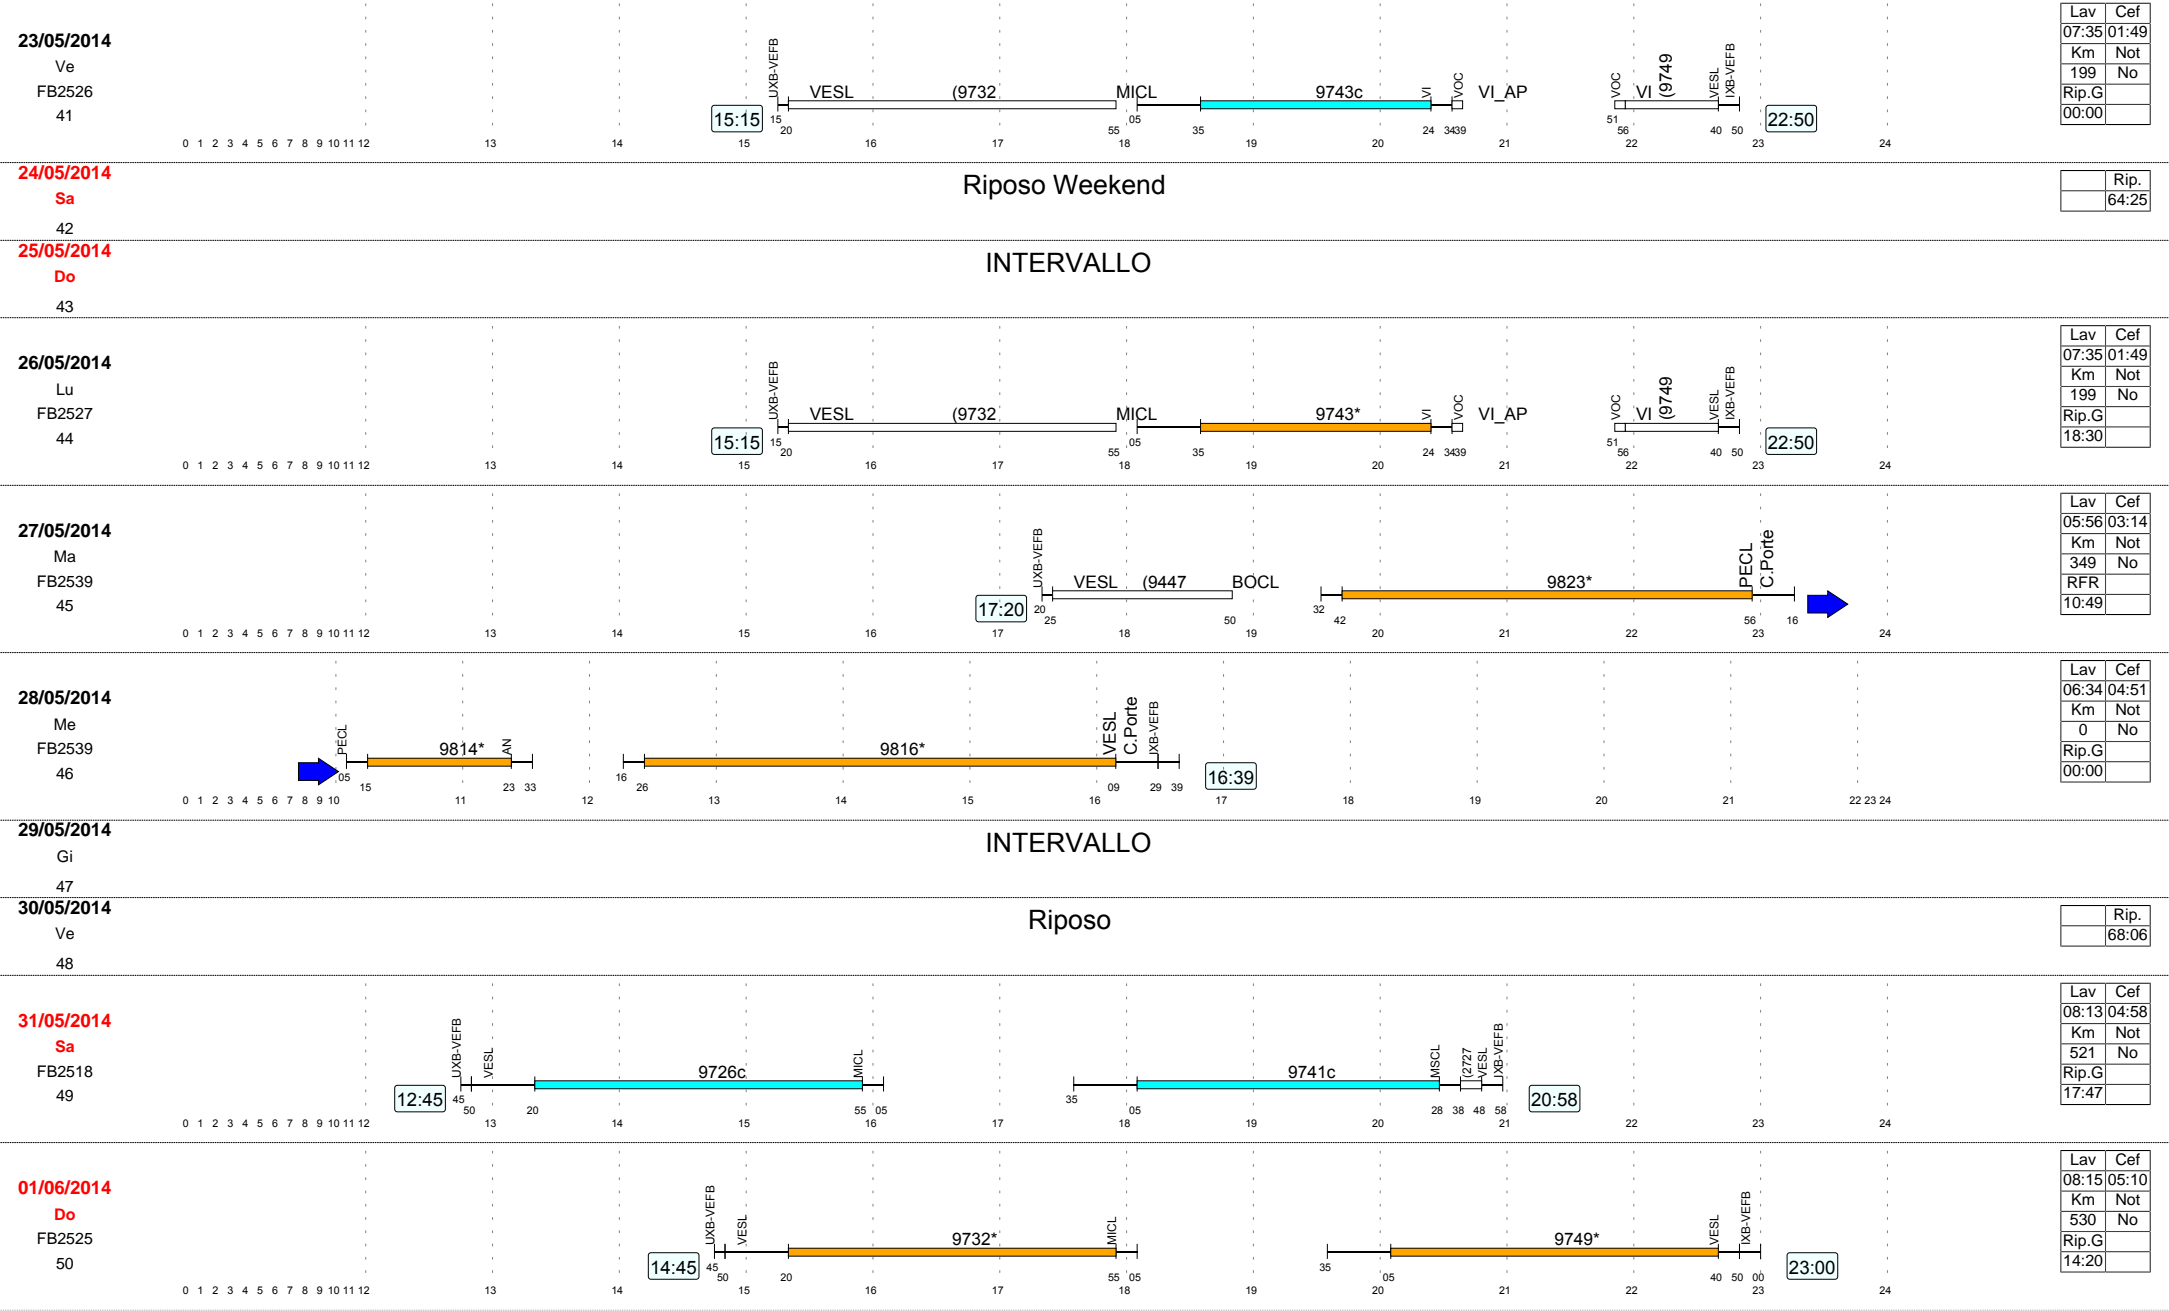 23/05/2014
Ve
FB2526
41
15:15
UXB-VEFB
VESL (9732 MICL 9743c VI VOC VI_AP VOC VI (9749 VESL IXB-VEFB
15 20 55 05 35 24 3439 51 56 40 50
22:50
0 1 2 3 4 5 6 7 8 9 10 11 12 13 14 15 16 17 18 19 20 21 22 23 24
Lav Cef
07:35 01:49
Km Not
199 No
Rip.G
00:00
24/05/2014
Sa
42
Riposo Weekend
Rip.
64:25
25/05/2014
Do
43
INTERVALLO
26/05/2014
Lu
FB2527
44
15:15
UXB-VEFB
VESL (9732 MICL 9743* VI VOC VI_AP VOC VI (9749 VESL IXB-VEFB
15 20 55 05 35 24 3439 51 56 40 50
22:50
0 1 2 3 4 5 6 7 8 9 10 11 12 13 14 15 16 17 18 19 20 21 22 23 24
Lav Cef
07:35 01:49
Km Not
199 No
Rip.G
18:30
27/05/2014
Ma
FB2539
45
17:20
UXB-VEFB
VESL (9447 BOCL 9823* PECL C.Porte
20 25 50 32 42 56 16
0 1 2 3 4 5 6 7 8 9 10 11 12 13 14 15 16 17 18 19 20 21 22 23 24
Lav Cef
05:56 03:14
Km Not
349 No
RFR
10:49
28/05/2014
Me
FB2539
46
PECL 9814* AN 9816* VESL C.Porte IXB-VEFB
05 15 23 33 16 26 09 29 39
16:39
0 1 2 3 4 5 6 7 8 9 10 11 12 13 14 15 16 17 18 19 20 21 22 23 24
Lav Cef
06:34 04:51
Km Not
0 No
Rip.G
00:00
29/05/2014
Gi
47
INTERVALLO
30/05/2014
Ve
48
Riposo
Rip.
68:06
31/05/2014
Sa
FB2518
49
12:45
UXB-VEFB VESL 9726c MICL 9741c MSCL (2727 VESL IXB-VEFB
45 50 20 55 05 35 05 28 38 48 58
20:58
0 1 2 3 4 5 6 7 8 9 10 11 12 13 14 15 16 17 18 19 20 21 22 23 24
Lav Cef
08:13 04:58
Km Not
521 No
Rip.G
17:47
01/06/2014
Do
FB2525
50
14:45
UXB-VEFB VESL 9732* MICL 9749* VESL IXB-VEFB
45 50 20 55 05 35 05 40 50 00
23:00
0 1 2 3 4 5 6 7 8 9 10 11 12 13 14 15 16 17 18 19 20 21 22 23 24
Lav Cef
08:15 05:10
Km Not
530 No
Rip.G
14:20